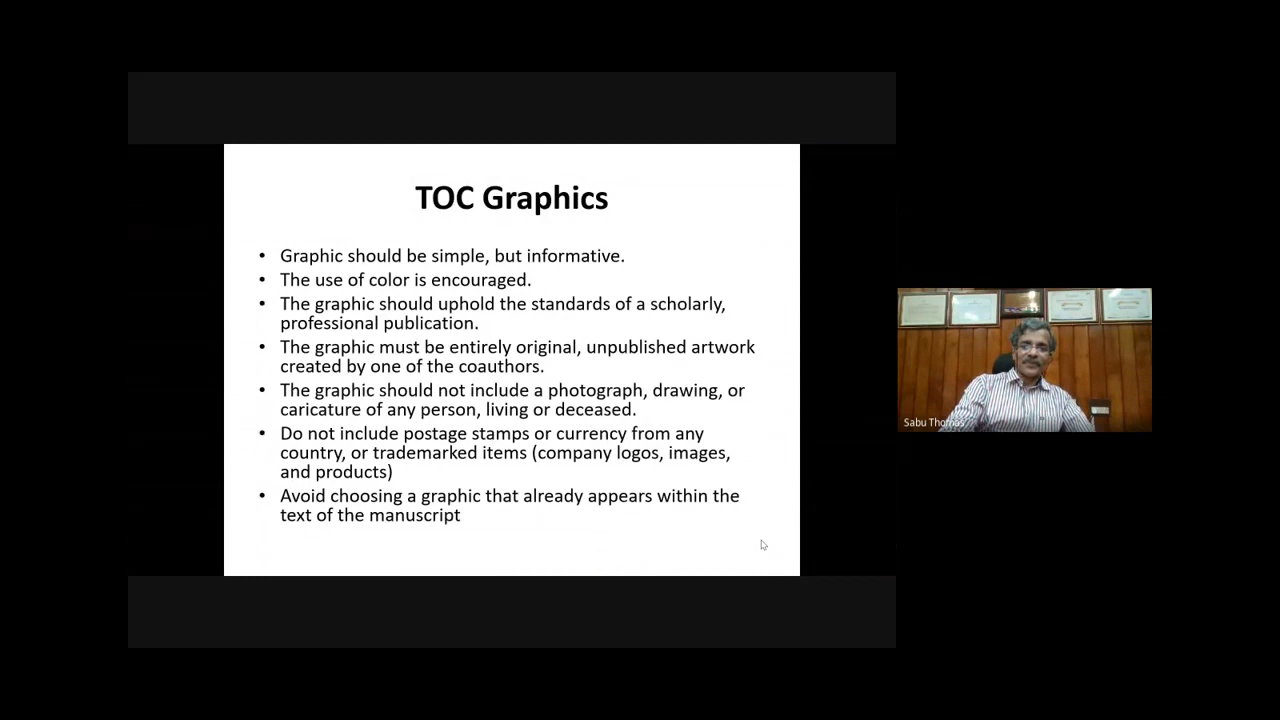 TOC Graphics
• Graphic should be simple, but informative.
• The use of color is encouraged.
• The graphic should uphold the standards of a scholarly,
professional publication.
• The graphic must be entirely original, unpublished artwork
created by one of the coauthors.
• The graphic should not include a photograph, drawing, or
caricature of any person, living or deceased.
• Do not include postage stamps or currency from any
country, or trademarked items (company logos, images,
and products)
• Avoid choosing a graphic that already appears within the
text of the manuscript
Sabu Thomas